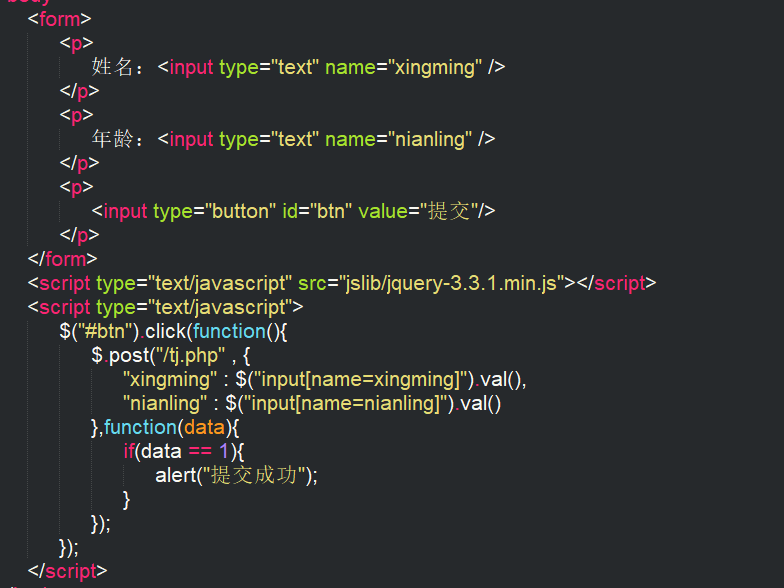 body
<form>
<p>
姓名：<input type="text" name="xingming" />
</p>
<p>
年龄：<input type="text" name="nianling" />
</p>
<p>
<input type="button" id="btn" value="提交"/>
</p>
</form>
<script type="text/javascript" src="jslib/jquery-3.3.1.min.js"></script>
<script type="text/javascript">
$("#btn").click(function(){
$.post("/tj.php" , {
"xingming" : $("input[name=xingming]").val(),
"nianling" : $("input[name=nianling]").val()
},function(data){
if(data == 1){
alert("提交成功");
}
});
});
</script>